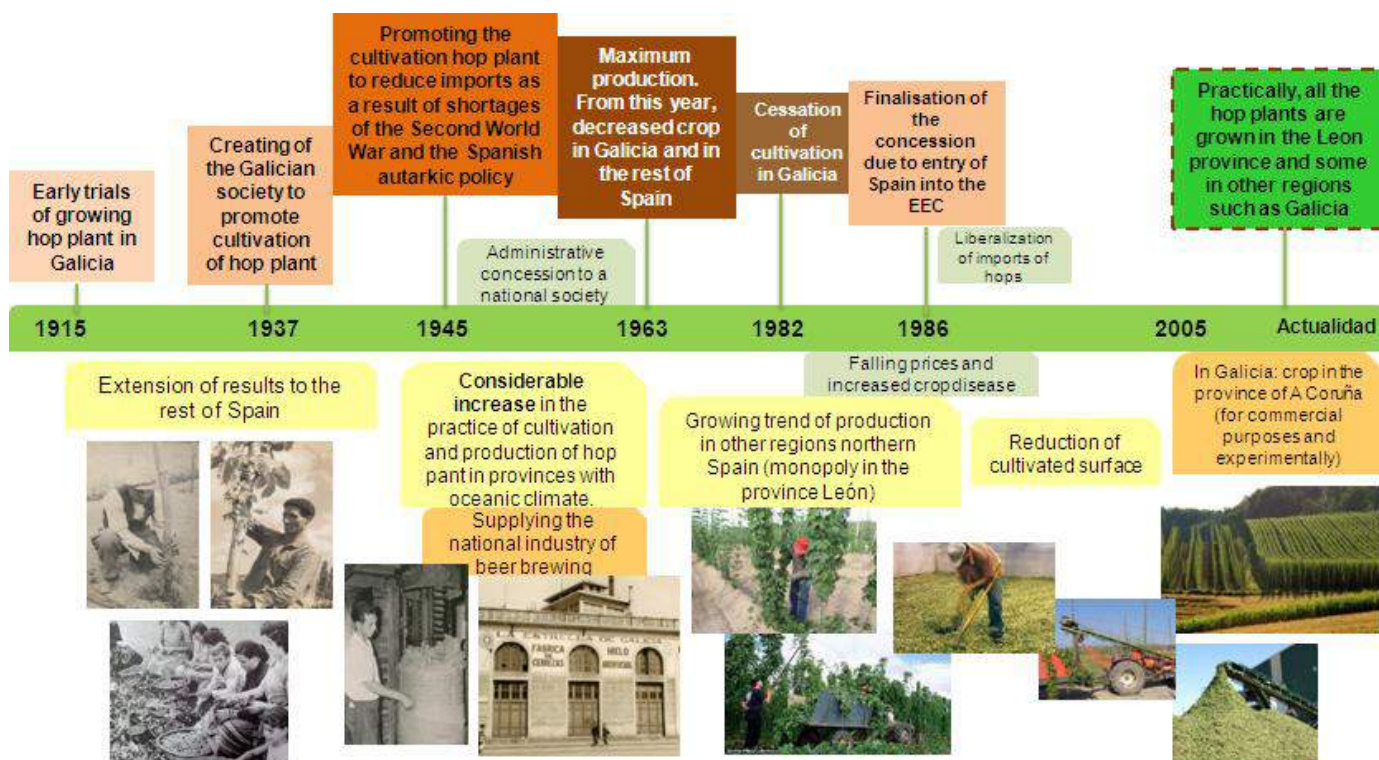 Early trials
of growing
hop plant in
Galicia
Creating of
the Galician
society to
promote
cultivation
of hop plant
Promoting the
cultivation hop plant
to reduce imports as
a result of shortages
of the Second World
War and the Spanish
autarkic policy
Maximum
production.
From this year,
decreased crop
in Galicia and in
the rest of
Spain
Cessation
of
cultivation
in Galicia
Finalisation of
the
concession
due to entry of
Spain into the
EEC
Practically, all the
hop plants are
grown in the Leon
province and some
in other regions
such as Galicia
Administrative
concession to a
national society
Liberalization
of imports of
hops
1915 1937 1945 1963 1982 1986 2005 Actualidad
Extension of results to the
rest of Spain
Considerable
increase in the
practice of cultivation
and production of hop
pant in provinces with
oceanic climate.
Supplying the
national industry of
beer brewing
Falling prices and
increased crop disease
Growing trend of production
in other regions northern
Spain (monopoly in the
province León)
Reduction of
cultivated surface
In Galicia: crop in the
province of A Coruña
(for commercial
purposes and
experimentally)
LA ESTRELLA DE GALICIA
FABRICA
DE
CERVEZAS
HIELO
ARTIFICIAL